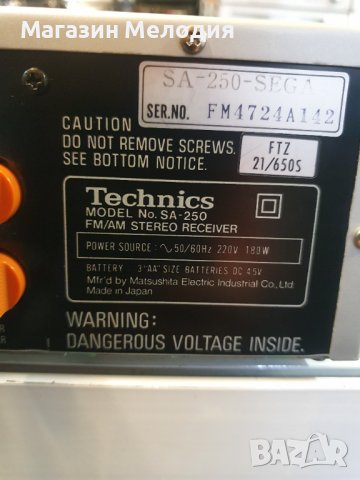 Магазин Мелодия
SA-250-SEGA
SER.NO. FM4724A142
CAUTION
DO NOT REMOVE SCREWS.
SEE BOTTOM NOTICE.
FTZ
21/650S
Technics
MODEL No. SA-250
FM/AM STEREO RECEIVER
POWER SOURCE : ∿ 50/60Hz 220V 180W
BATTERY 3 "AA" SIZE BATTERIES DC 4.5V
Mfr'd by Matsushita Electric Industrial Co., Ltd.
Made in Japan
WARNING:
DANGEROUS VOLTAGE INSIDE.
BAZAR